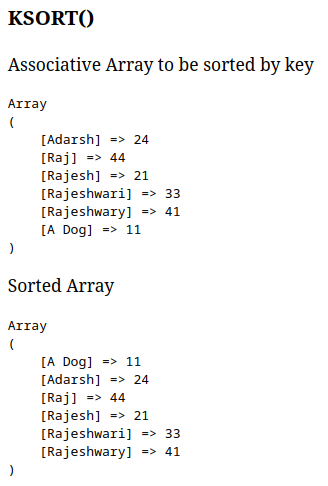 KSORT()
Associative Array to be sorted by key
Array
(
    [Adarsh] => 24
    [Raj] => 44
    [Rajesh] => 21
    [Rajeshwari] => 33
    [Rajeshwary] => 41
    [A Dog] => 11
)
Sorted Array
Array
(
    [A Dog] => 11
    [Adarsh] => 24
    [Raj] => 44
    [Rajesh] => 21
    [Rajeshwari] => 33
    [Rajeshwary] => 41
)